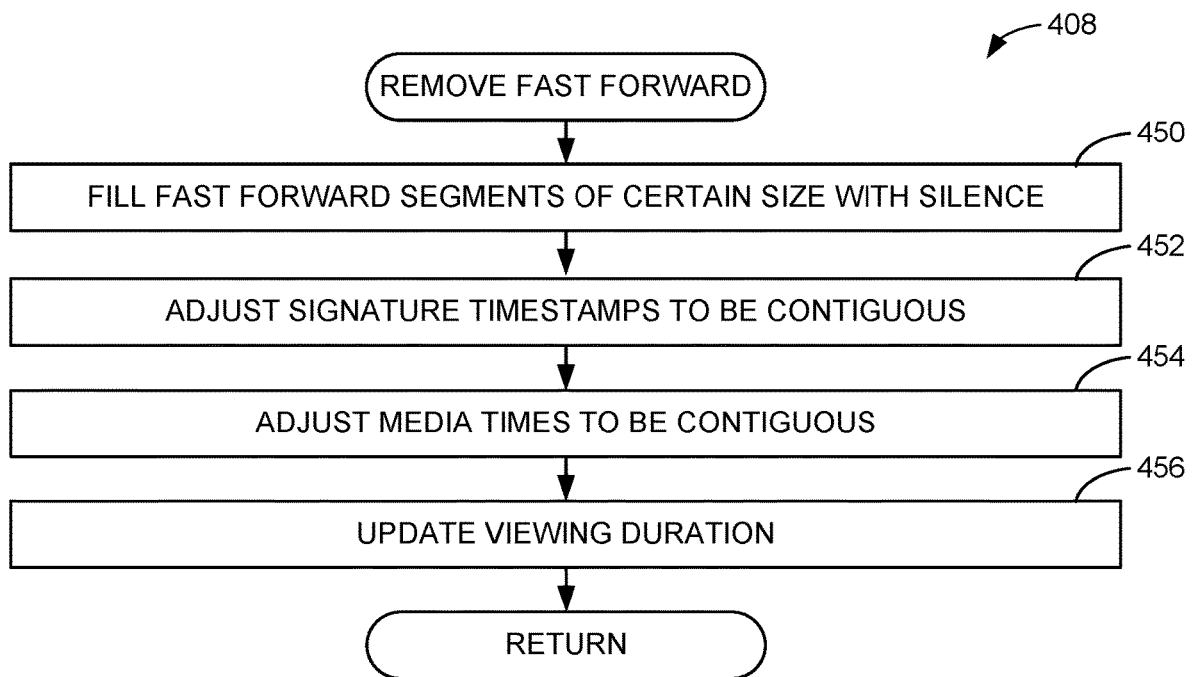 408
REMOVE FAST FORWARD
450
FILL FAST FORWARD SEGMENTS OF CERTAIN SIZE WITH SILENCE
452
ADJUST SIGNATURE TIMESTAMPS TO BE CONTIGUOUS
454
ADJUST MEDIA TIMES TO BE CONTIGUOUS
456
UPDATE VIEWING DURATION
RETURN